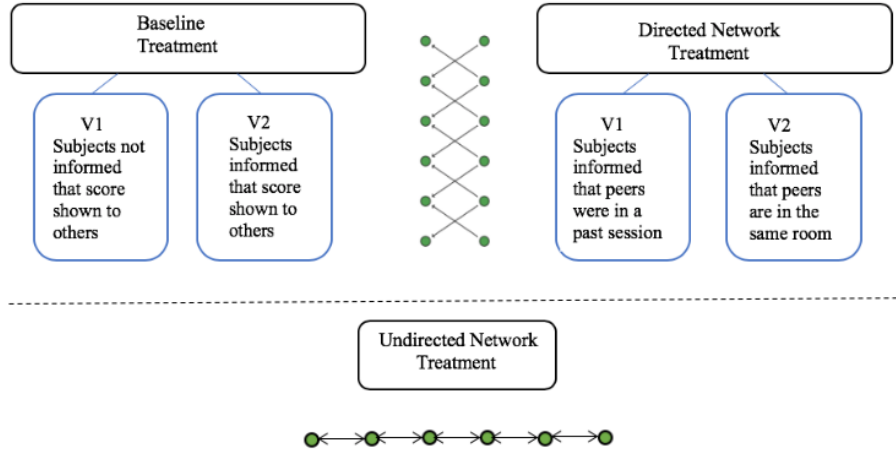 Baseline
Treatment
V1
Subjects not
informed
that score
shown to
others
V2
Subjects
informed
that score
shown to
others
Directed Network
Treatment
V1
Subjects
informed
that peers
were in a
past session
V2
Subjects
informed
that peers
are in the
same room
Undirected Network
Treatment